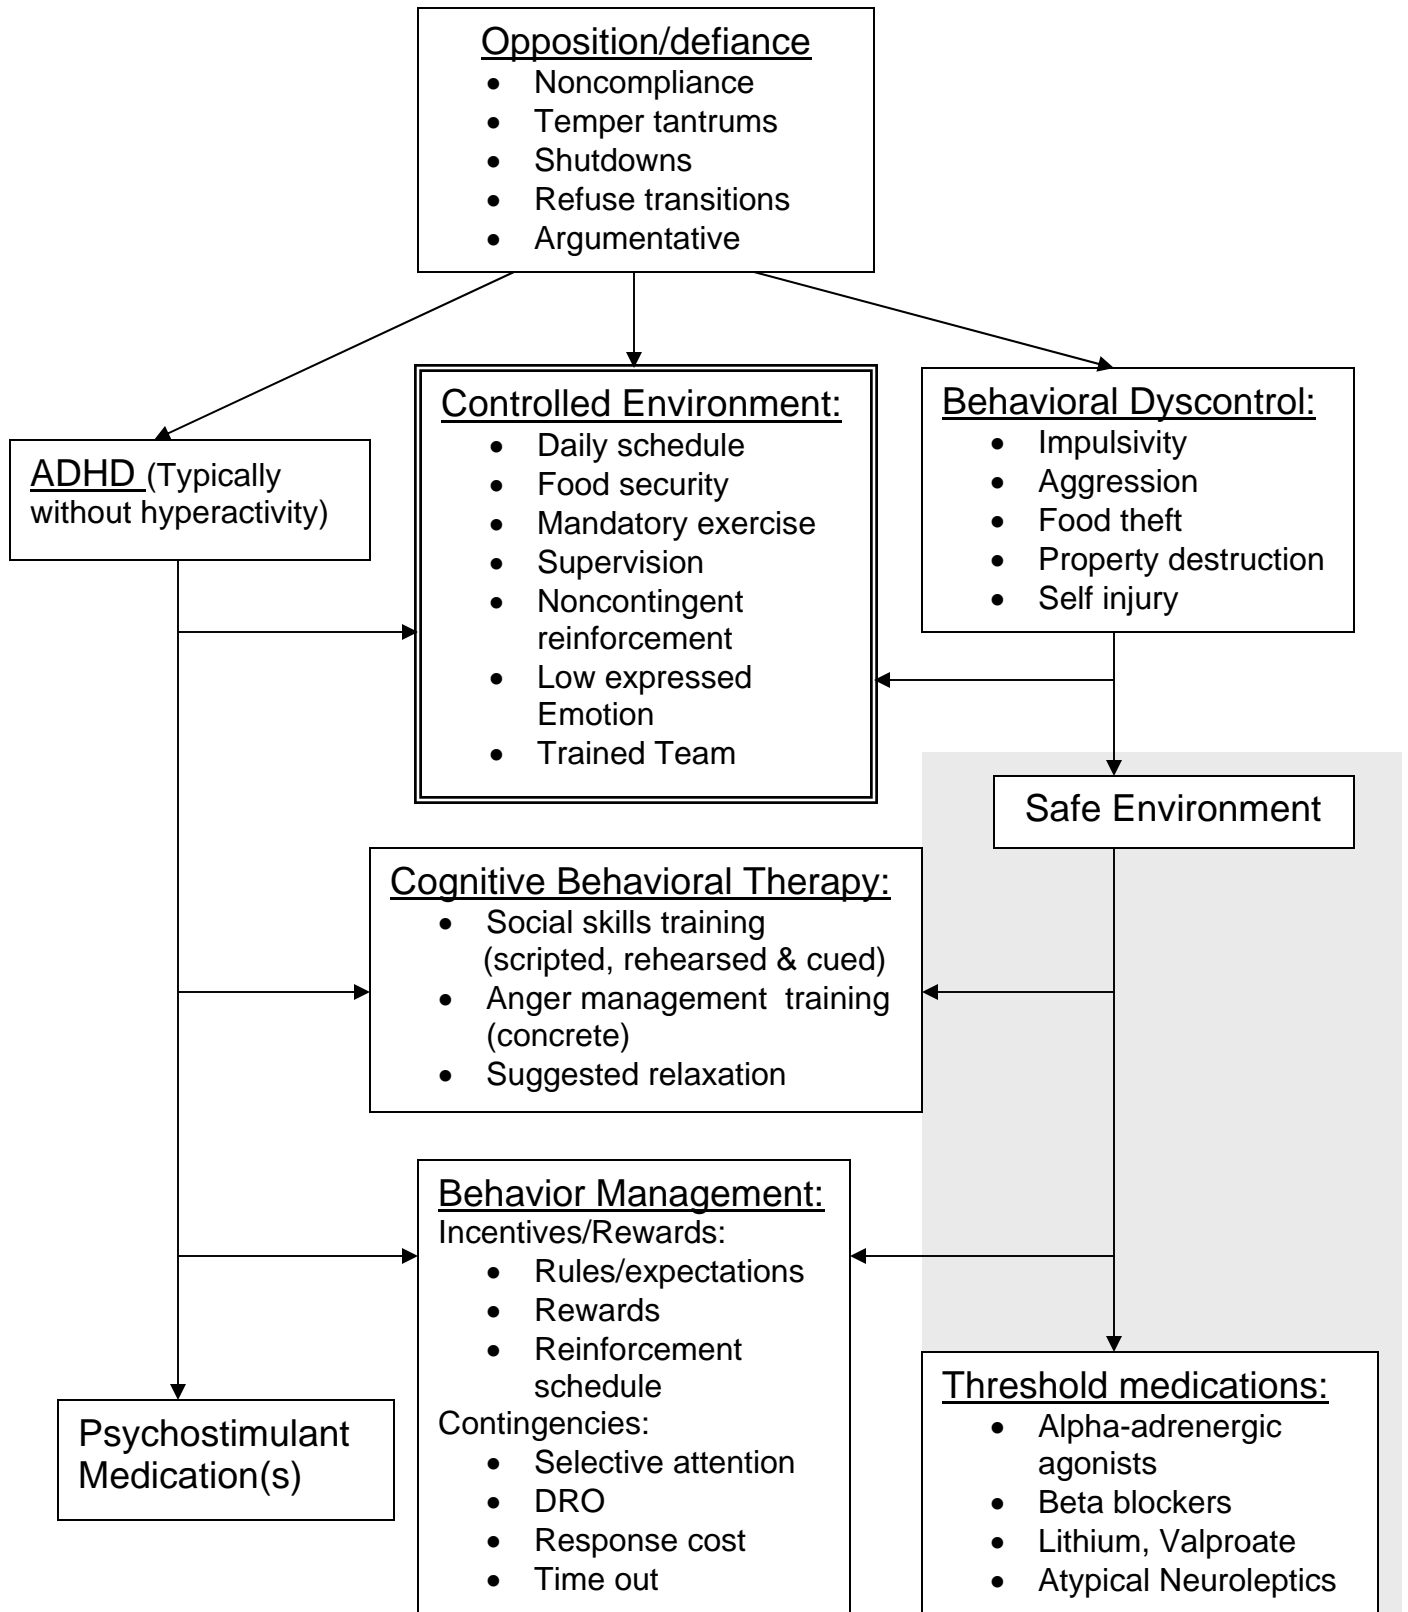 Opposition/defiance
• Noncompliance
• Temper tantrums
• Shutdowns
• Refuse transitions
• Argumentative
ADHD (Typically
without hyperactivity)
Controlled Environment:
• Daily schedule
• Food security
• Mandatory exercise
• Supervision
• Noncontingent
reinforcement
• Low expressed
Emotion
• Trained Team
Behavioral Dyscontrol:
• Impulsivity
• Aggression
• Food theft
• Property destruction
• Self injury
Safe Environment
Cognitive Behavioral Therapy:
• Social skills training
(scripted, rehearsed & cued)
• Anger management training
(concrete)
• Suggested relaxation
Behavior Management:
Incentives/Rewards:
• Rules/expectations
• Rewards
• Reinforcement
schedule
Contingencies:
• Selective attention
• DRO
• Response cost
• Time out
Psychostimulant
Medication(s)
Threshold medications:
• Alpha-adrenergic
agonists
• Beta blockers
• Lithium, Valproate
• Atypical Neuroleptics